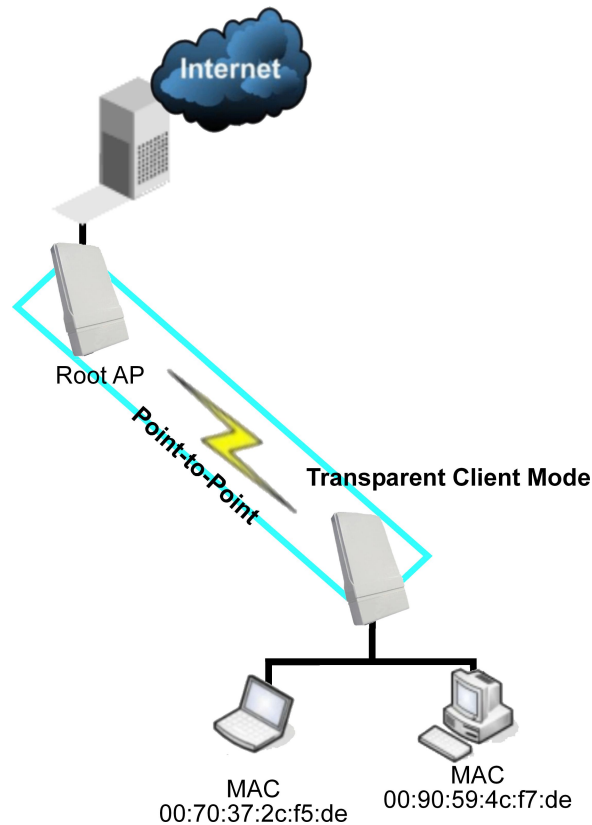 Internet
Root AP
Point-to-Point
Transparent Client Mode
MAC
00:70:37:2c:f5:de
MAC
00:90:59:4c:f7:de